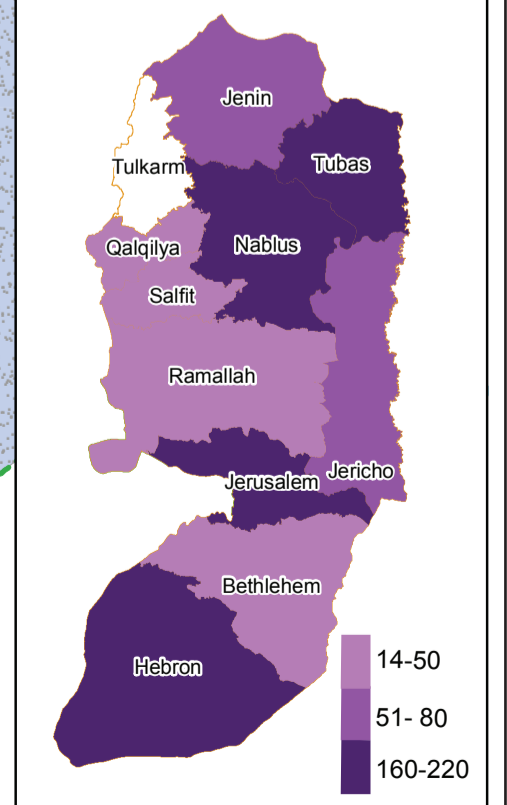 Jenin
Tulkarm
Tubas
Qalqilya
Nablus
Salfit
Ramallah
Jerusalem
Jericho
Bethlehem
Hebron
14-50
51- 80
160-220